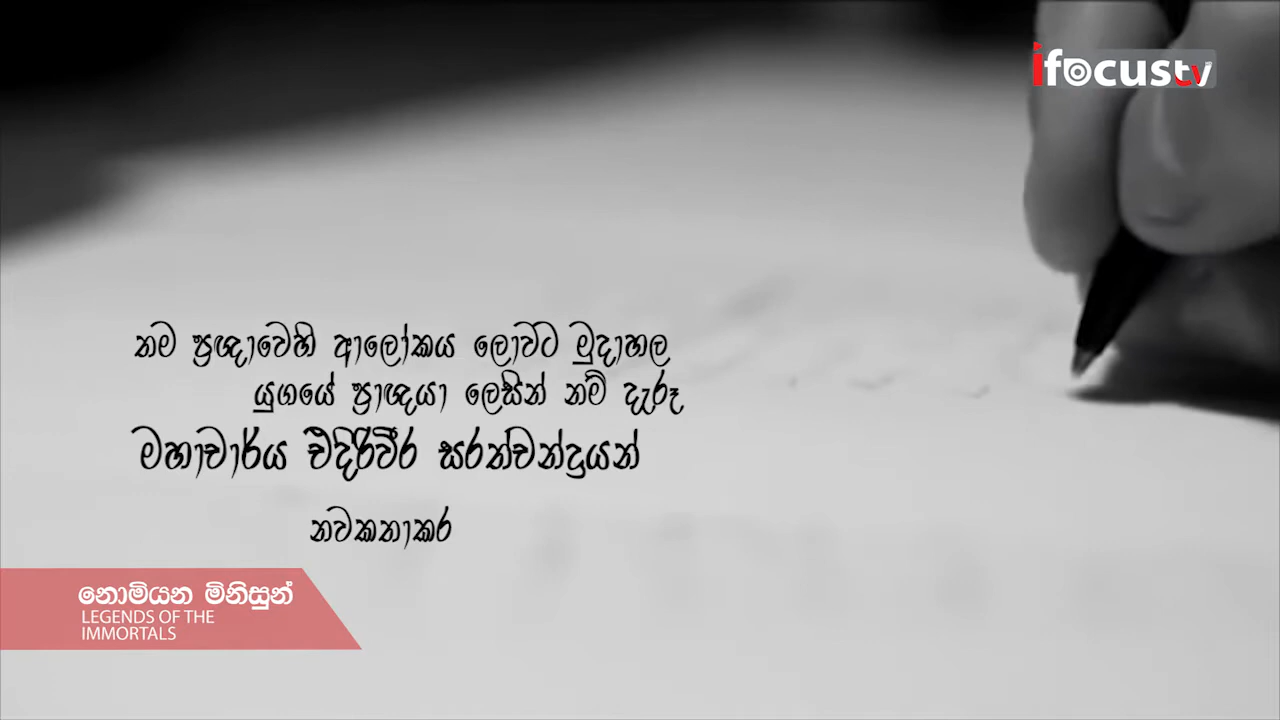 ifocustv
තම ප්‍රඥාවෙහි ආලෝකය ලොවට මුදාහල
යුගයේ ප්‍රාඥයා ලෙසින් නම් දැරූ
මහාචාර්ය එදිරිවීර සරත්චන්ද්‍රයන්
නවකතාකර
නොමියන මිනිසුන්
LEGENDS OF THE
IMMORTALS